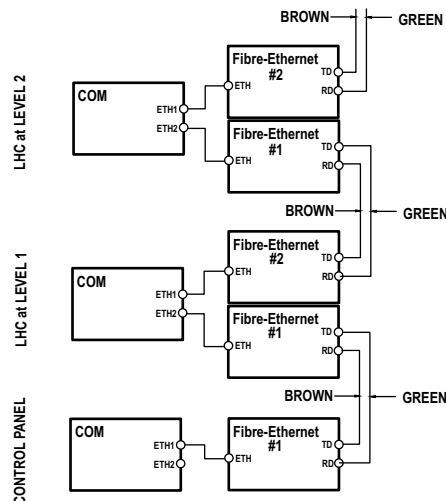 BROWN
GREEN
LHC at LEVEL 2
COM
ETH1
ETH2
Fibre-Ethernet
#2
ETH
TD
RD
Fibre-Ethernet
#1
ETH
TD
RD
BROWN
GREEN
LHC at LEVEL 1
COM
ETH1
ETH2
Fibre-Ethernet
#2
ETH
TD
RD
Fibre-Ethernet
#1
ETH
TD
RD
BROWN
GREEN
CONTROL PANEL
COM
ETH1
ETH2
Fibre-Ethernet
#1
ETH
TD
RD